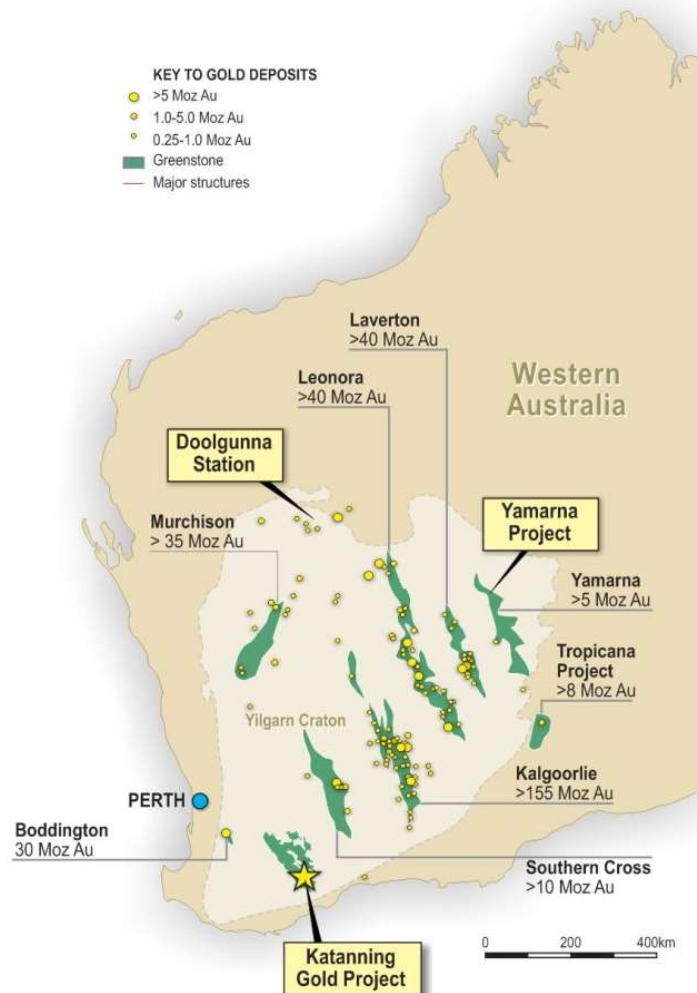 KEY TO GOLD DEPOSITS
>5 Moz Au
1.0-5.0 Moz Au
0.25-1.0 Moz Au
Greenstone
Major structures
Laverton
>40 Moz Au
Leonora
>40 Moz Au
Western
Australia
Doolgunna
Station
Murchison
> 35 Moz Au
Yamarna
Project
Yamarna
>5 Moz Au
Tropicana
Project
>8 Moz Au
Yilgarn Craton
PERTH
Kalgoorlie
>155 Moz Au
Boddington
30 Moz Au
Southern Cross
>10 Moz Au
Katanning
Gold Project
0 200 400km